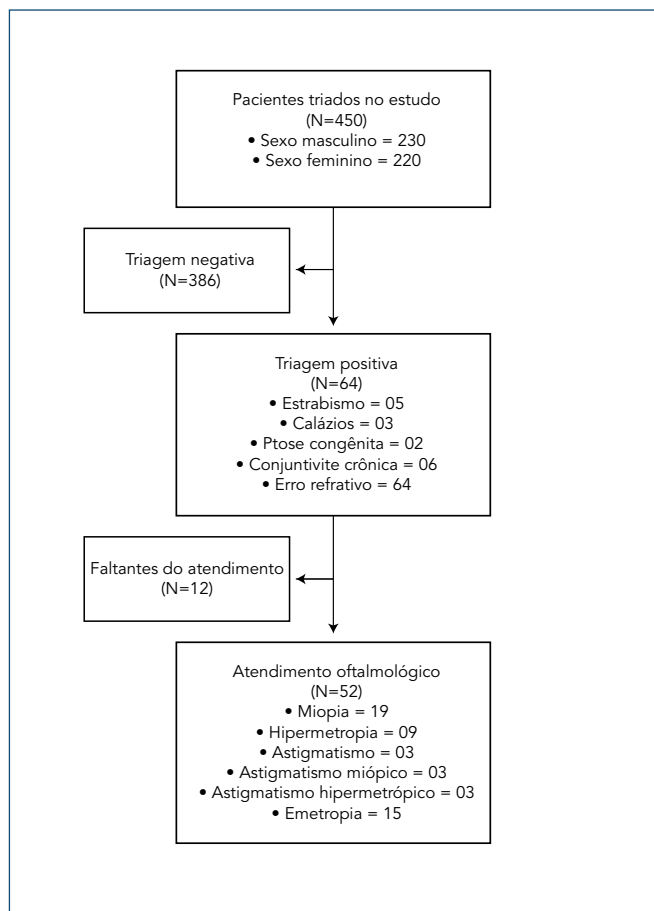 Pacientes triados no estudo
(N=450)
• Sexo masculino = 230
• Sexo feminino = 220
Triagem negativa
(N=386)
Triagem positiva
(N=64)
• Estrabismo = 05
• Calázios = 03
• Ptose congênita = 02
• Conjuntivite crônica = 06
• Erro refrativo = 64
Faltantes do atendimento
(N=12)
Atendimento oftalmológico
(N=52)
• Miopia = 19
• Hipermetropia = 09
• Astigmatismo = 03
• Astigmatismo miópico = 03
• Astigmatismo hipermetrópico = 03
• Emetropia = 15